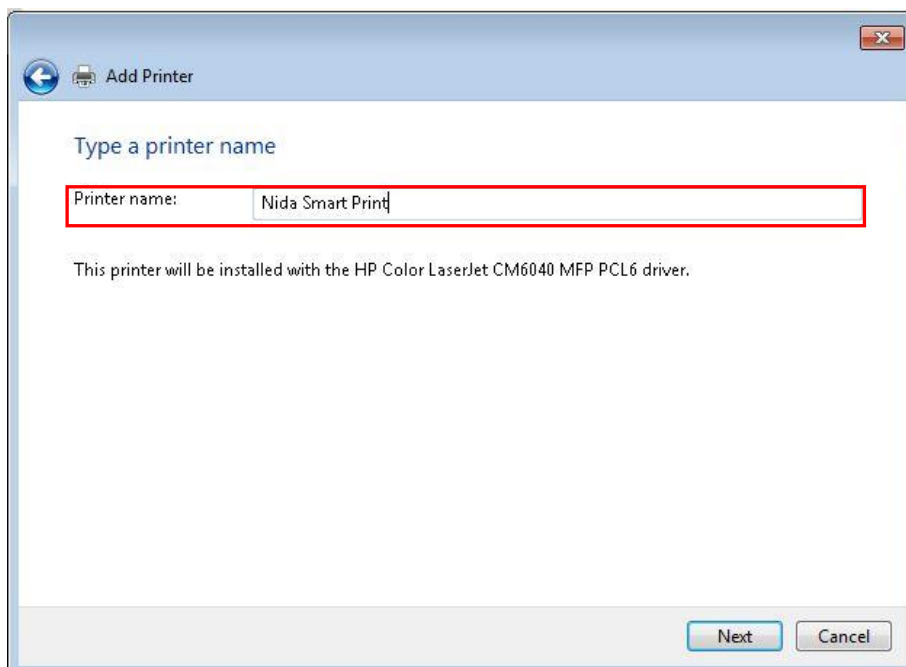 Add Printer
Type a printer name
Printer name: Nida Smart Print
This printer will be installed with the HP Color LaserJet CM6040 MFP PCL6 driver.
Next Cancel